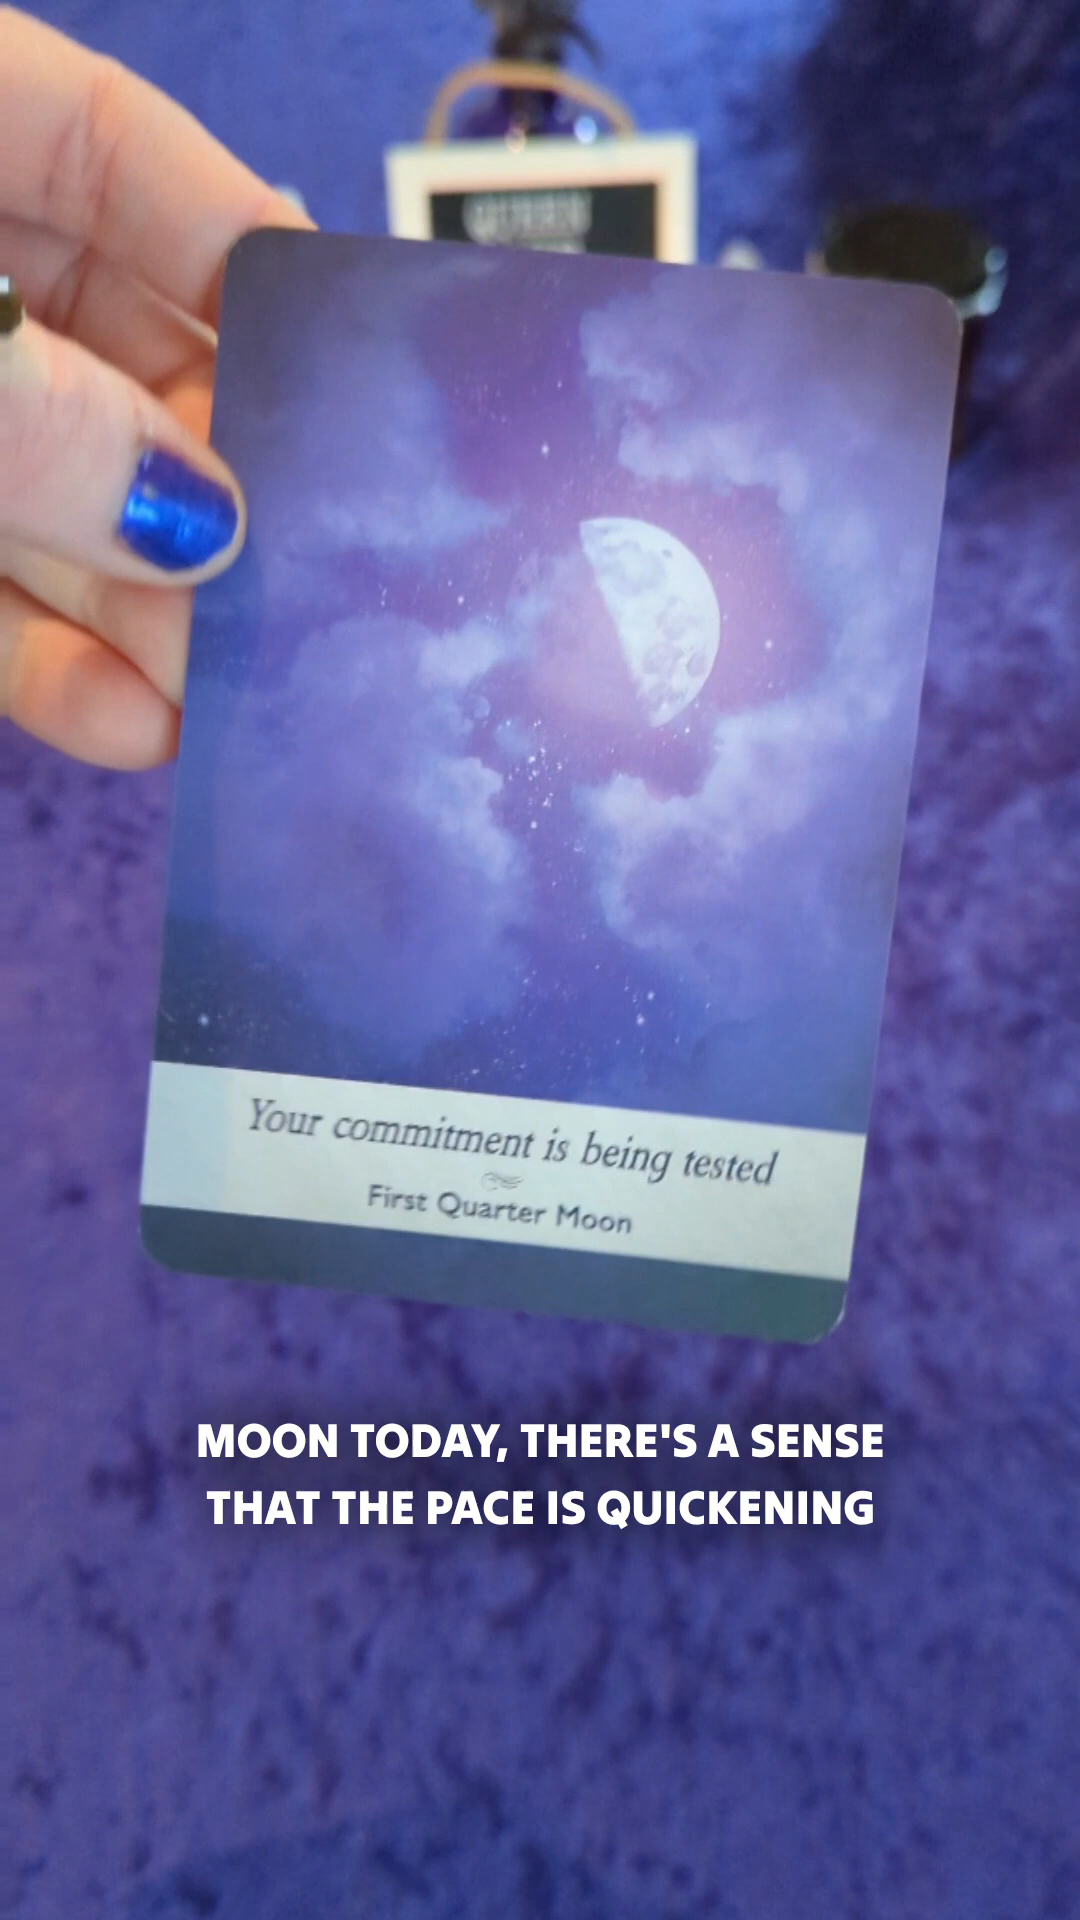 Your commitment is being tested
First Quarter Moon
MOON TODAY, THERE'S A SENSE
THAT THE PACE IS QUICKENING